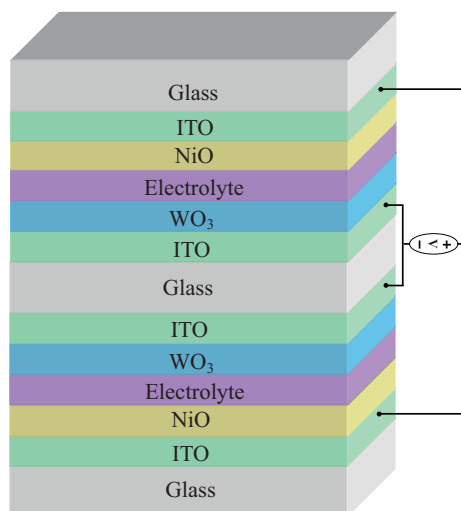 Glass
ITO
NiO
Electrolyte
WO₃
ITO
Glass
ITO
WO₃
Electrolyte
NiO
ITO
Glass
− V +